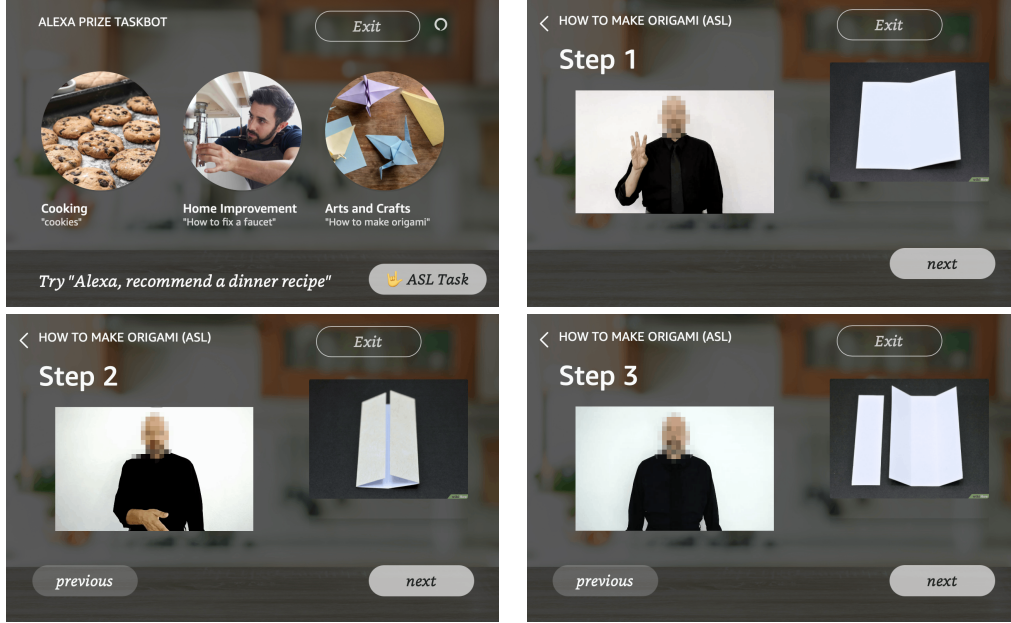 ALEXA PRIZE TASKBOT
Exit
Cooking
"cookies"
Home Improvement
"How to fix a faucet"
Arts and Crafts
"How to make origami"
Try "Alexa, recommend a dinner recipe"
🤟 ASL Task
HOW TO MAKE ORIGAMI (ASL)
Exit
Step 1
next
HOW TO MAKE ORIGAMI (ASL)
Exit
Step 2
previous
next
HOW TO MAKE ORIGAMI (ASL)
Exit
Step 3
previous
next